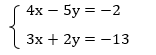 4x − 5y = −2
3x + 2y = −13